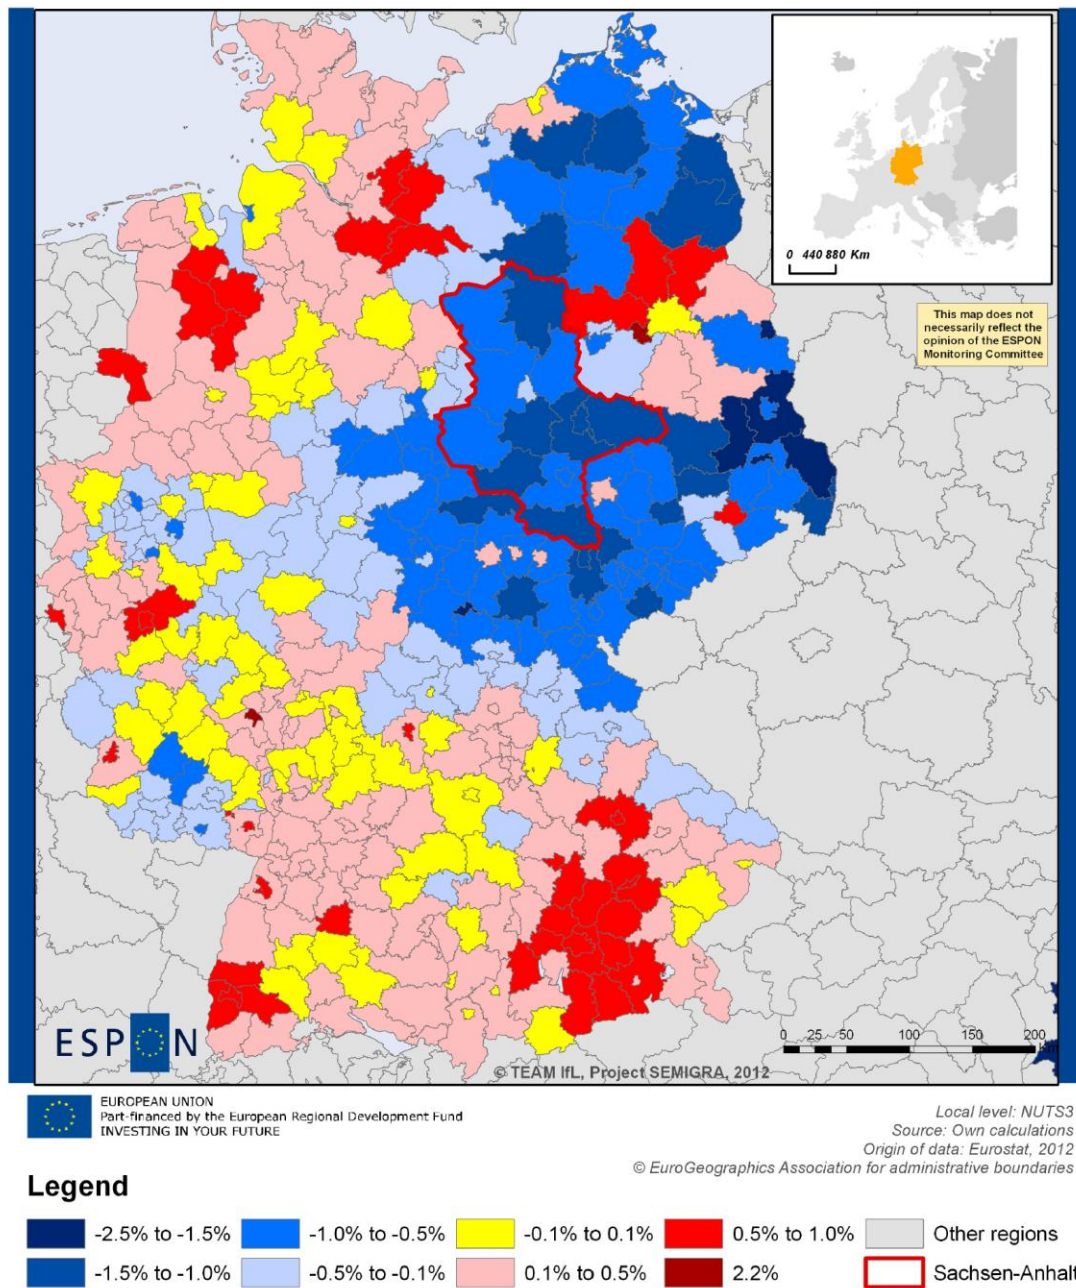 0 440 880 Km
This map does not
necessarily reflect the
opinion of the ESPON
Monitoring Committee
ESPON
0 25 50 100 150 200
© TEAM IfL, Project SEMIGRA, 2012
EUROPEAN UNION
Part-financed by the European Regional Development Fund
INVESTING IN YOUR FUTURE
Local level: NUTS3
Source: Own calculations
Origin of data: Eurostat, 2012
© EuroGeographics Association for administrative boundaries
Legend
-2.5% to -1.5% -1.0% to -0.5% -0.1% to 0.1% 0.5% to 1.0% Other regions
-1.5% to -1.0% -0.5% to -0.1% 0.1% to 0.5% 2.2% Sachsen-Anhalt